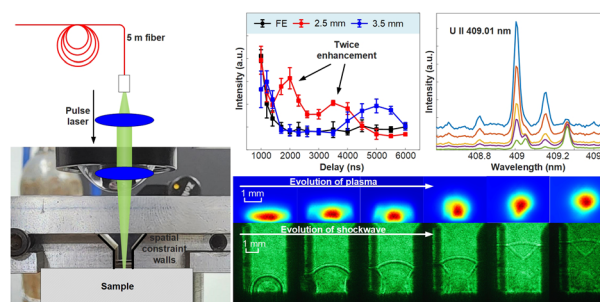 5 m fiber
Pulse
laser
spatial
constraint
walls
Sample
FE
2.5 mm
3.5 mm
Twice
enhancement
Intensity (a.u.)
1000 2000 3000 4000 5000 6000
Delay (ns)
U II 409.01 nm
Intensity (a.u.)
408.8 409 409.2 409.4
Wavelength (nm)
Evolution of plasma
1 mm
Evolution of shockwave
1 mm